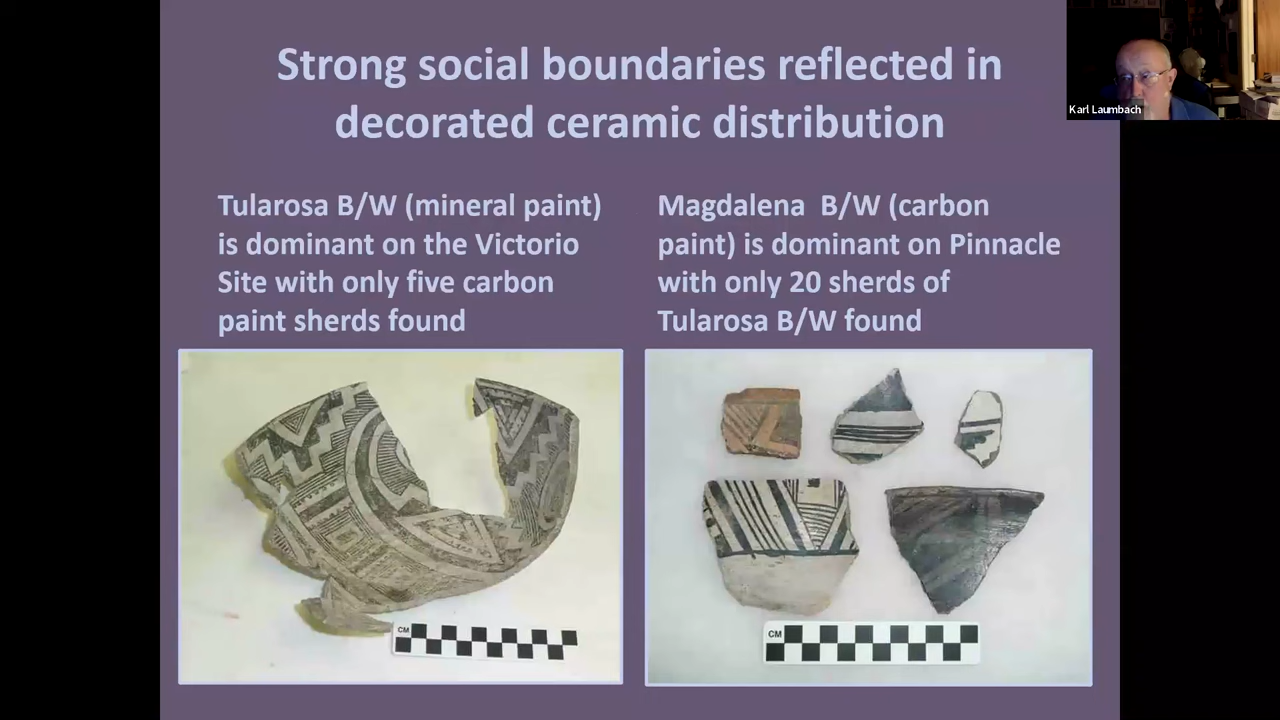 Strong social boundaries reflected in
decorated ceramic distribution
Karl Laumbach
Tularosa B/W (mineral paint)
is dominant on the Victorio
Site with only five carbon
paint sherds found
Magdalena  B/W (carbon
paint) is dominant on Pinnacle
with only 20 sherds of
Tularosa B/W found
CM
CM